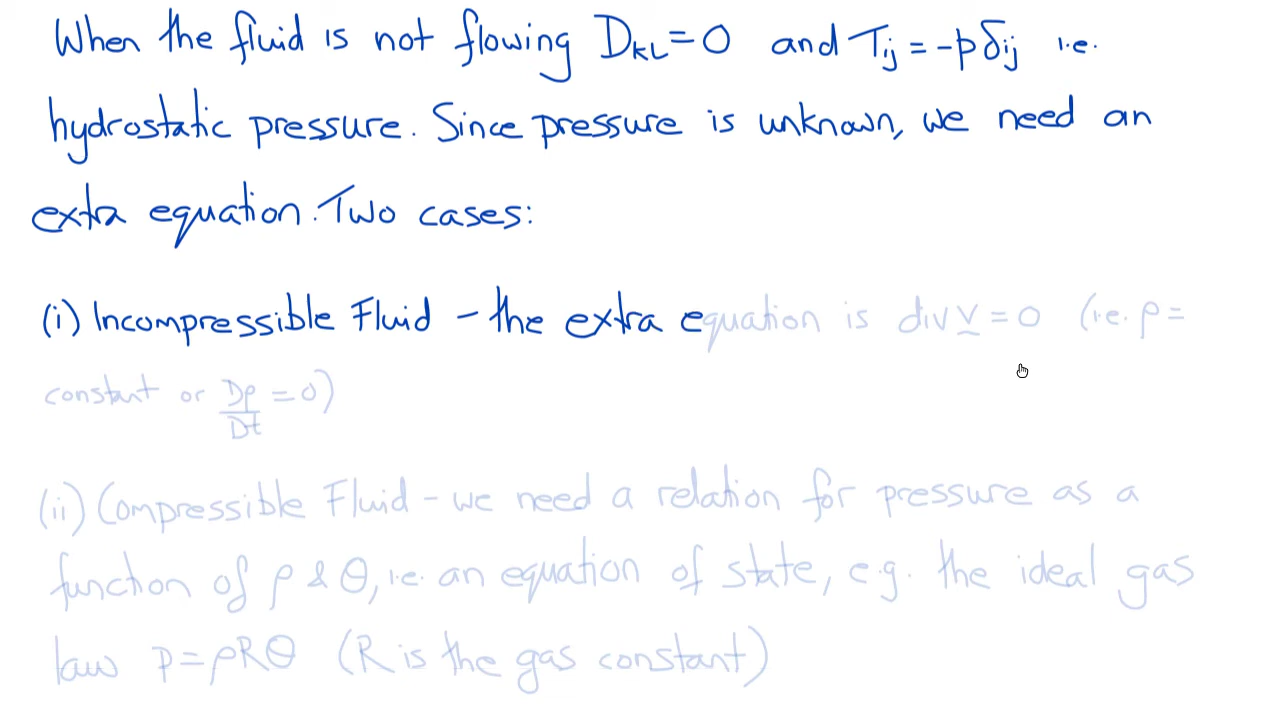 When the fluid is not flowing D_KL = 0 and T_ij = -pδ_ij i.e.
hydrostatic pressure. Since pressure is unknown, we need an
extra equation. Two cases:
(i) Incompressible Fluid - the extra equation is div v = 0 (i.e. ρ =
constant or Dρ/Dt = 0)
(ii) Compressible Fluid - we need a relation for pressure as a
function of ρ & θ, i.e. an equation of state, e.g. the ideal gas
law p = ρRθ (R is the gas constant)